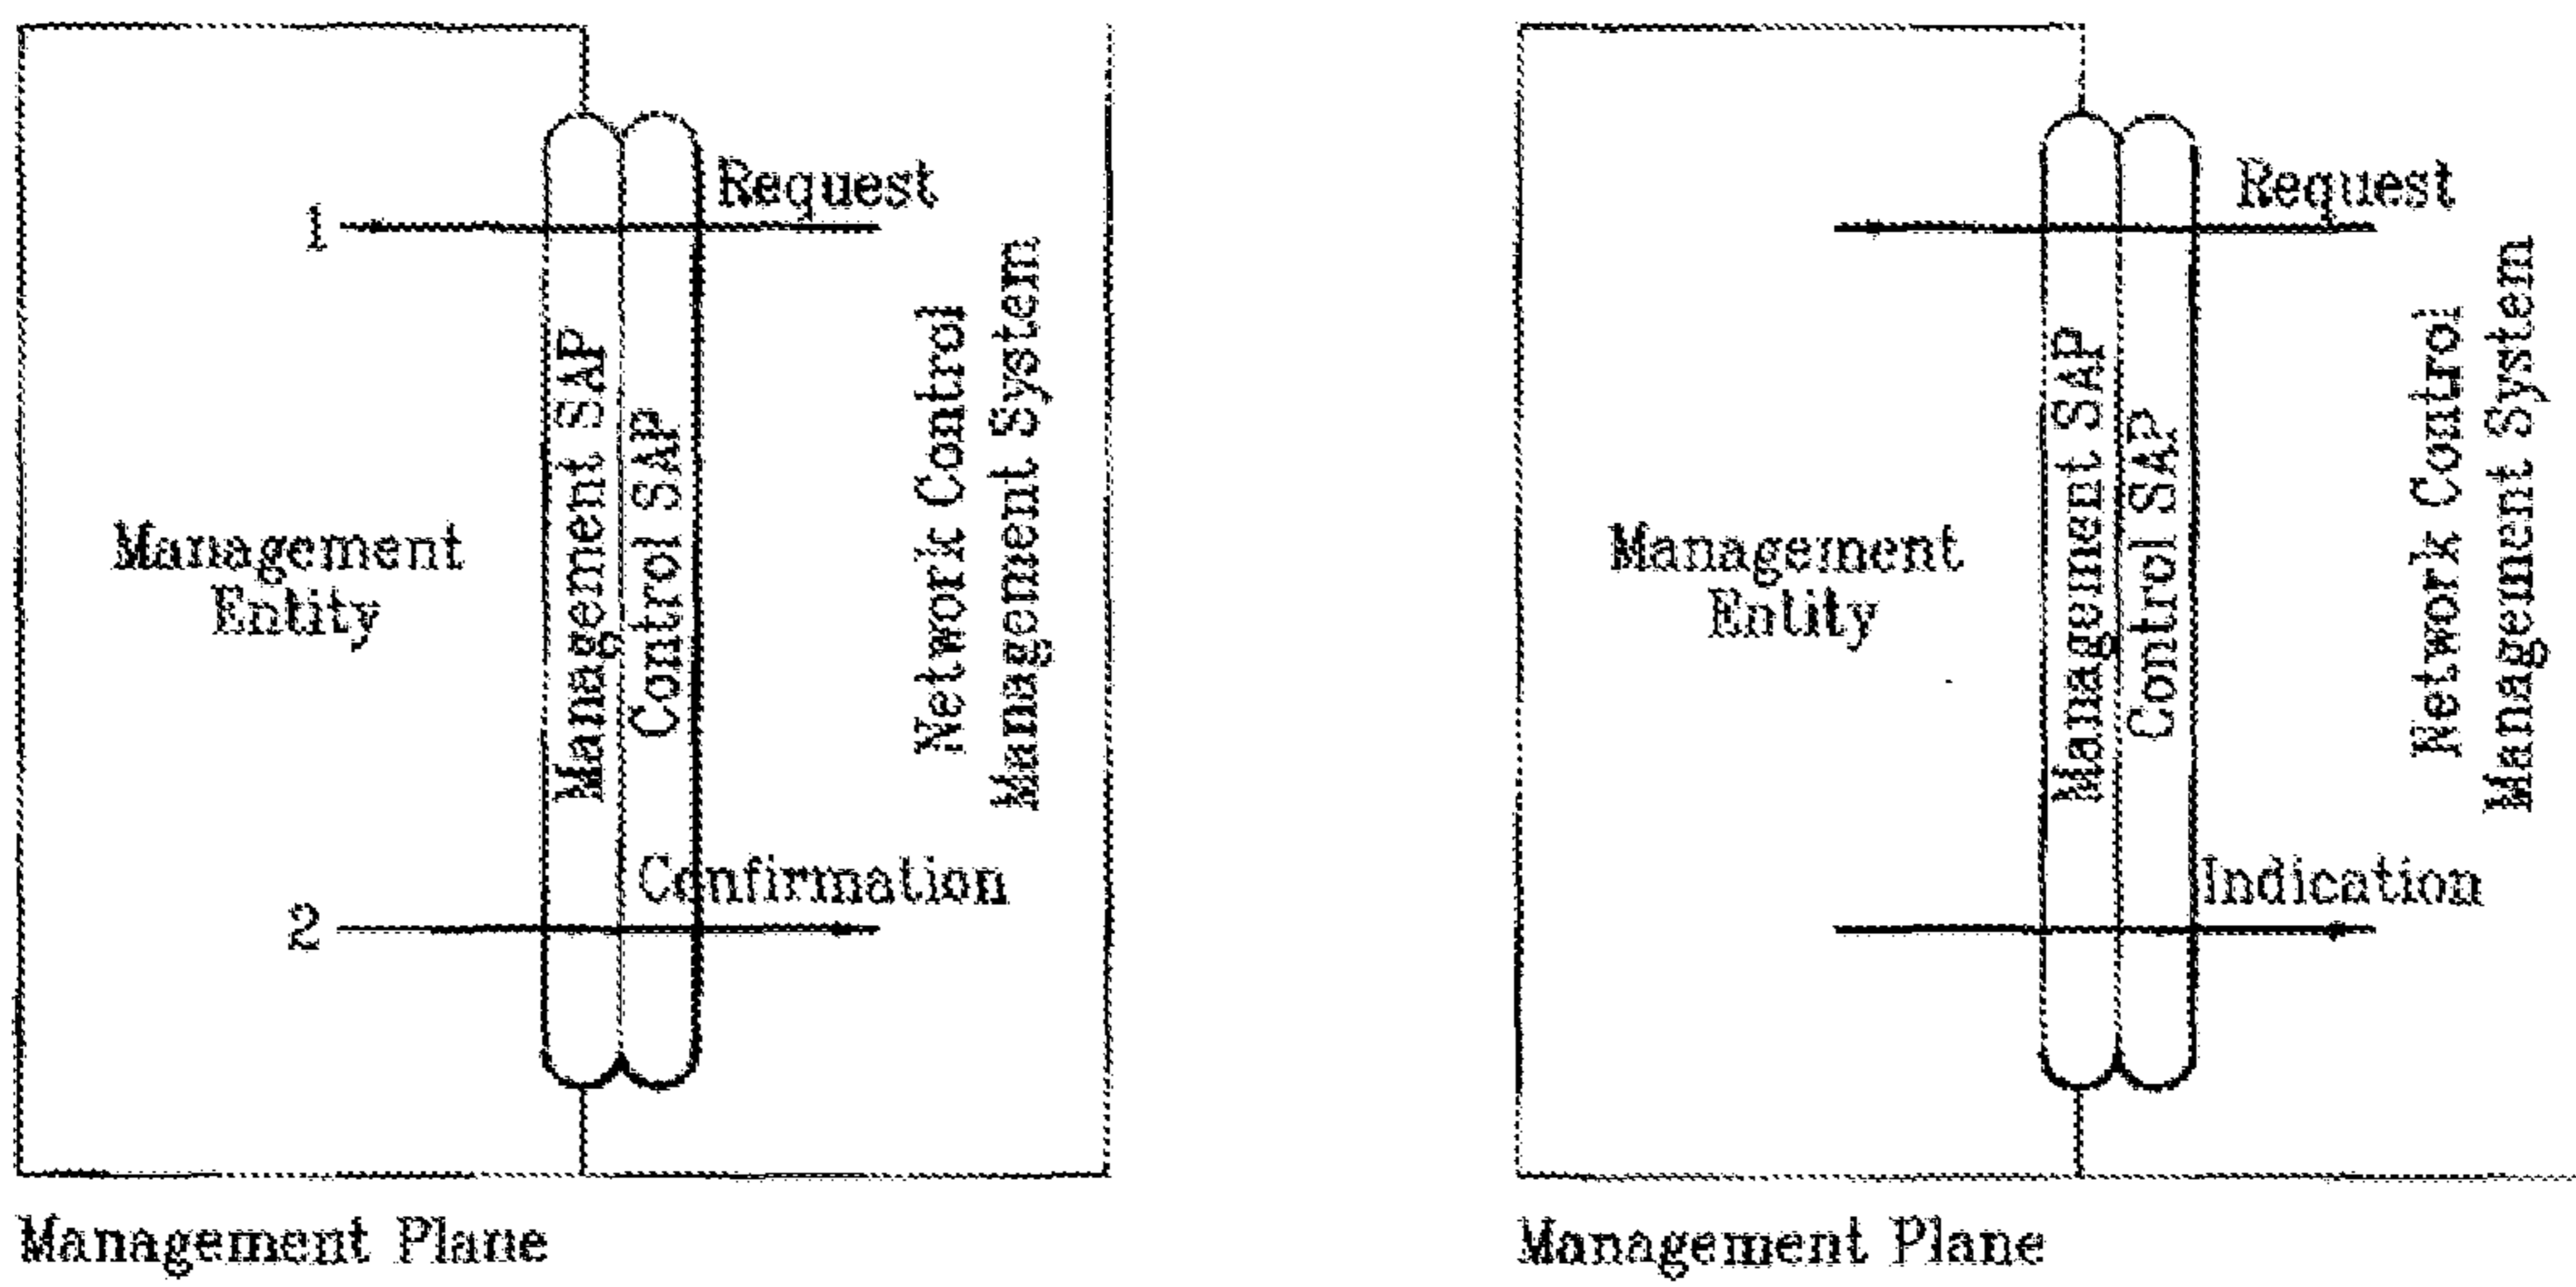 Request
1
Management SAP
Control SAP
Network Control
Management System
Management
Entity
Confirmation
2
Management Plane
Request
Management SAP
Control SAP
Network Control
Management System
Management
Entity
Indication
Management Plane